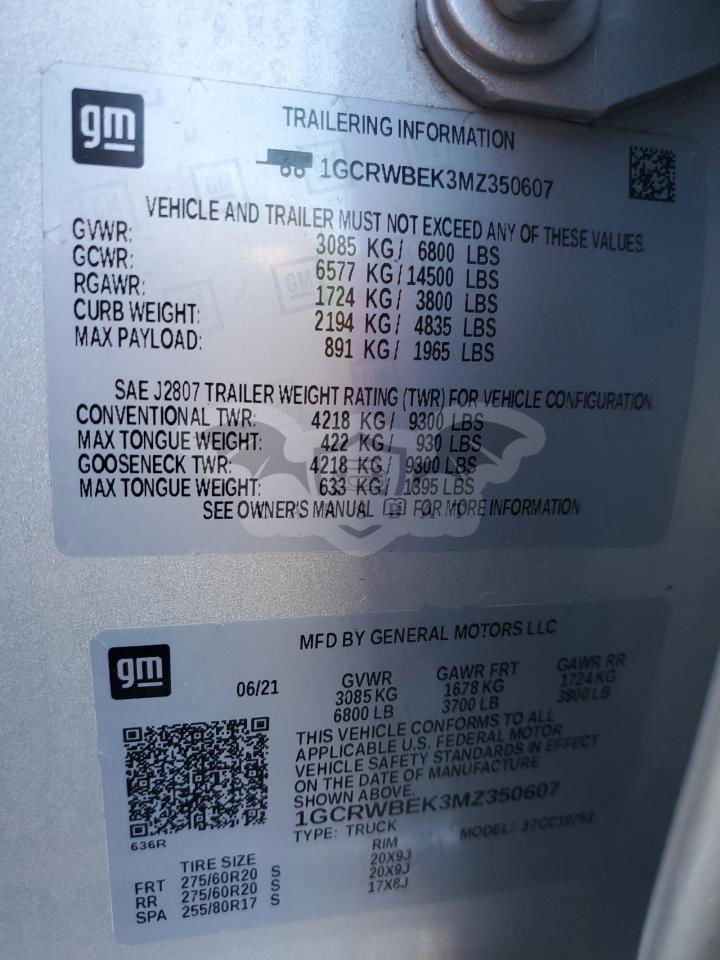 gm
TRAILERING INFORMATION
1GCRWBEK3MZ350607
VEHICLE AND TRAILER MUST NOT EXCEED ANY OF THESE VALUES.
GVWR: 3085 KG/ 6800 LBS
GCWR: 6577 KG/14500 LBS
RGAWR: 1724 KG/ 3800 LBS
CURB WEIGHT: 2194 KG/ 4835 LBS
MAX PAYLOAD: 891 KG/ 1965 LBS
SAE J2807 TRAILER WEIGHT RATING (TWR) FOR VEHICLE CONFIGURATION.
CONVENTIONAL TWR: 4218 KG/ 9300 LBS
MAX TONGUE WEIGHT: 422 KG/ 930 LBS
GOOSENECK TWR: 4218 KG/ 9300 LBS
MAX TONGUE WEIGHT: 633 KG/ 1395 LBS
SEE OWNER'S MANUAL FOR MORE INFORMATION
gm
MFD BY GENERAL MOTORS LLC
06/21
GVWR GAWR FRT GAWR RR
3085 KG 1678 KG 1724 KG
6800 LB 3700 LB 3800 LB
THIS VEHICLE CONFORMS TO ALL
APPLICABLE U.S. FEDERAL MOTOR
VEHICLE SAFETY STANDARDS IN EFFECT
ON THE DATE OF MANUFACTURE
SHOWN ABOVE.
1GCRWBEK3MZ350607
TYPE: TRUCK MODEL: 37CC10753
636R
TIRE SIZE RIM
FRT 275/60R20 S 20X9J
RR 275/60R20 S 20X9J
SPA 255/80R17 S 17X8J